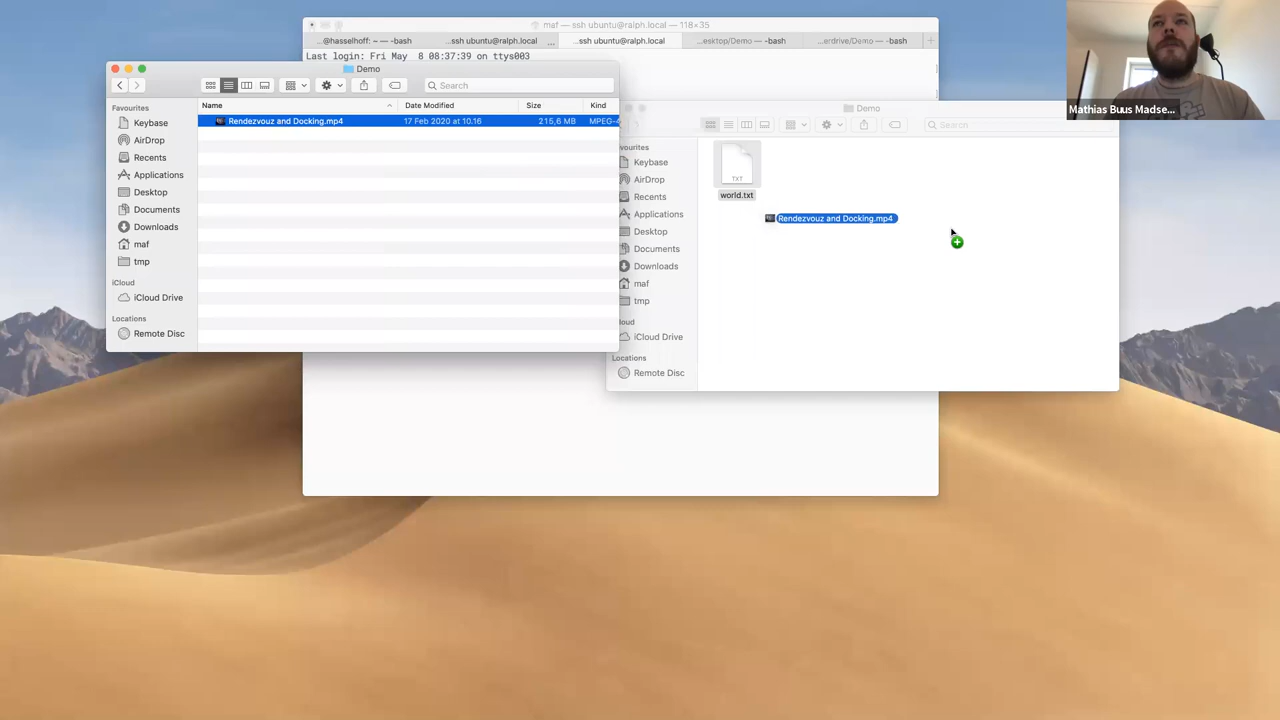 maf — ssh ubuntu@ralph.local — 118×35
@hasselhoff: ~ — -bash
...ssh ubuntu@ralph.local ...
...ssh ubuntu@ralph.local
...esktop/Demo — -bash
...erdrive/Demo — -bash
Last login: Fri May  8 08:37:39 on ttys003
Demo
Search
Favourites
Keybase
AirDrop
Recents
Applications
Desktop
Documents
Downloads
maf
tmp
iCloud
iCloud Drive
Locations
Remote Disc
Name Date Modified Size Kind
Rendezvouz and Docking.mp4 17 Feb 2020 at 10.16 215,6 MB MPEG-4
Demo
Search
vourites
Keybase
AirDrop
Recents
Applications
Desktop
Documents
Downloads
maf
tmp
loud
iCloud Drive
Locations
Remote Disc
TXT
world.txt
Rendezvouz and Docking.mp4
Mathias Buus Madse...